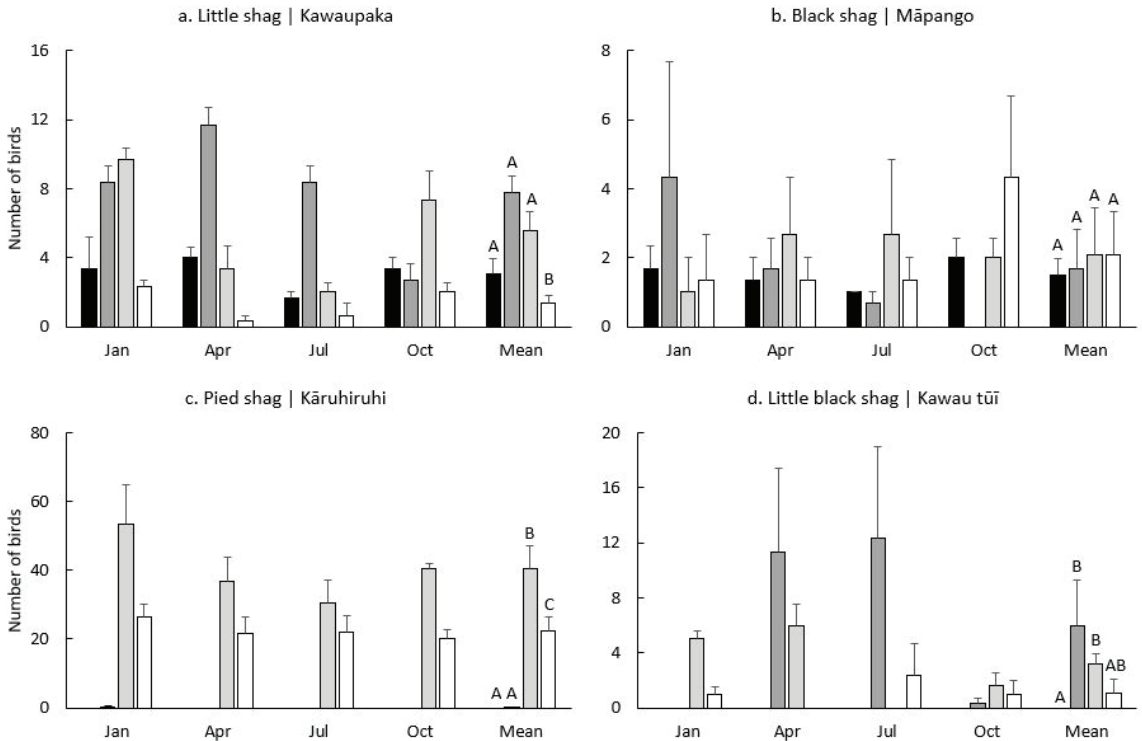 a. Little shag | Kawaupaka
16
12
8
4
0
Number of birds
A
A
A
B
Jan Apr Jul Oct Mean
b. Black shag | Māpango
8
6
4
2
0
A
A
A
A
Jan Apr Jul Oct Mean
c. Pied shag | Kāruhiruhi
80
60
40
20
0
Number of birds
A A
B
C
Jan Apr Jul Oct Mean
d. Little black shag | Kawau tūī
20
16
12
8
4
0
A
B
B
AB
Jan Apr Jul Oct Mean